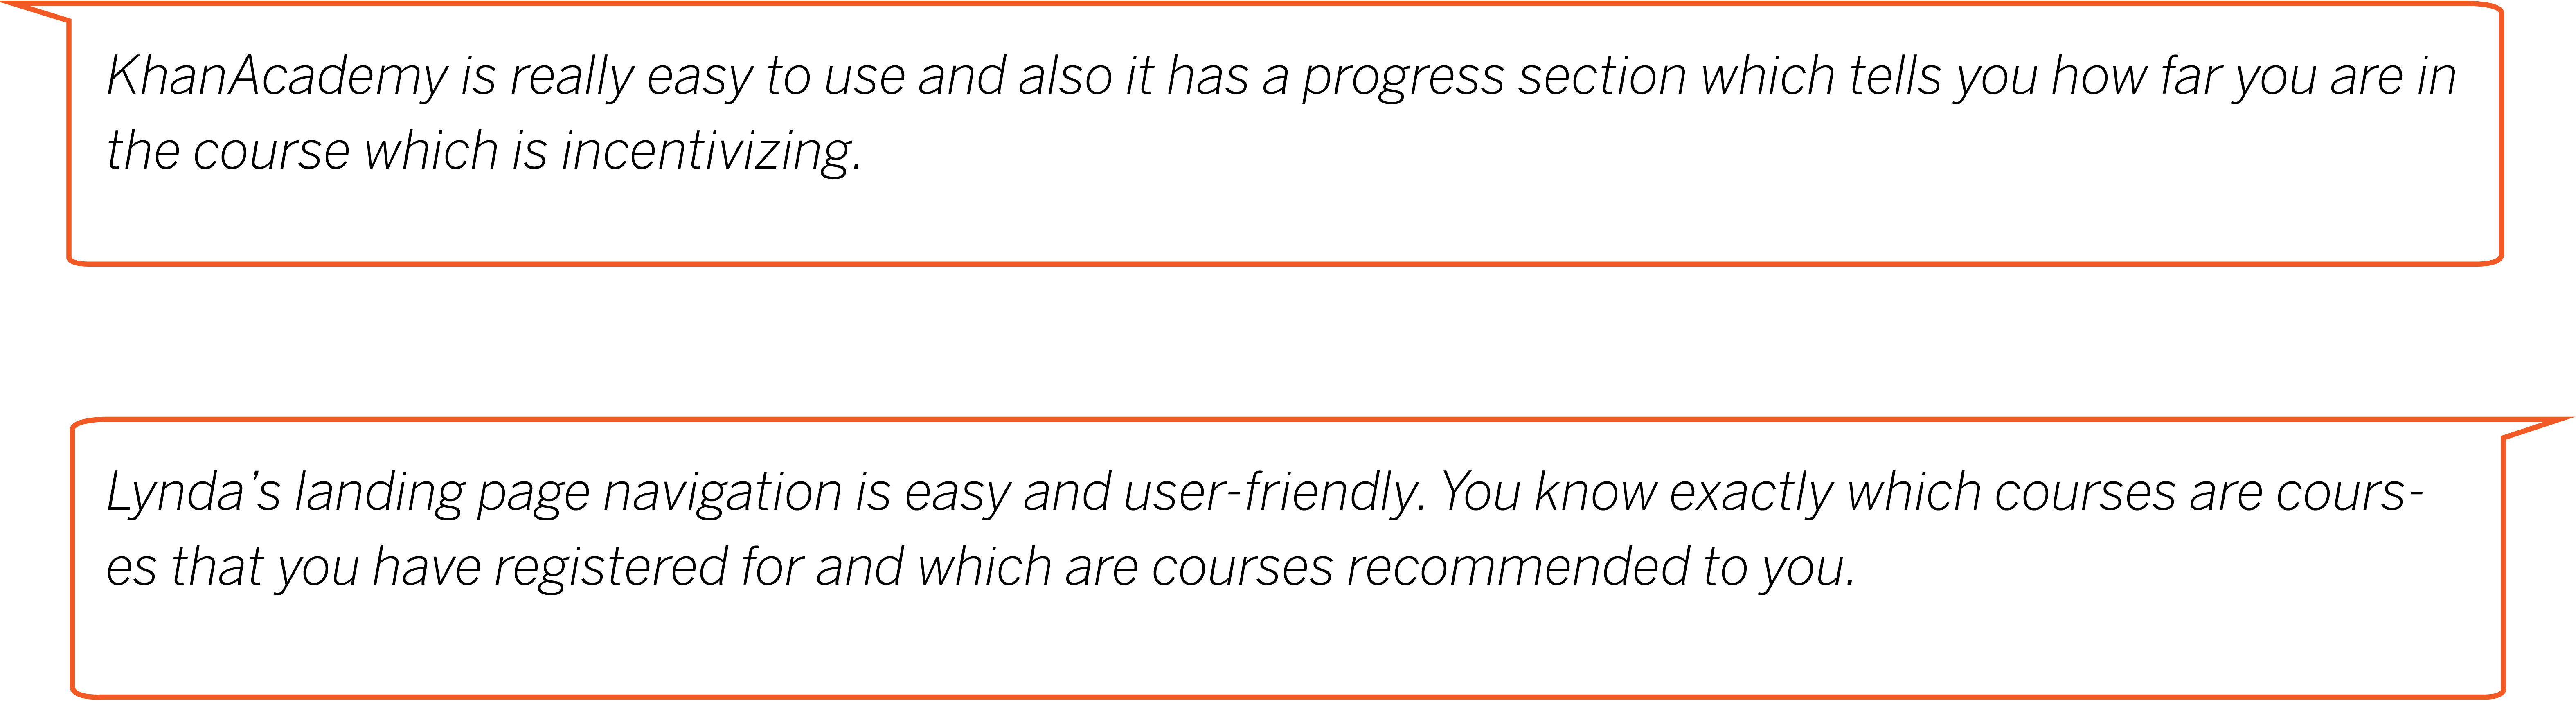 KhanAcademy is really easy to use and also it has a progress section which tells you how far you are in
the course which is incentivizing.
Lynda’s landing page navigation is easy and user-friendly. You know exactly which courses are cours-
es that you have registered for and which are courses recommended to you.